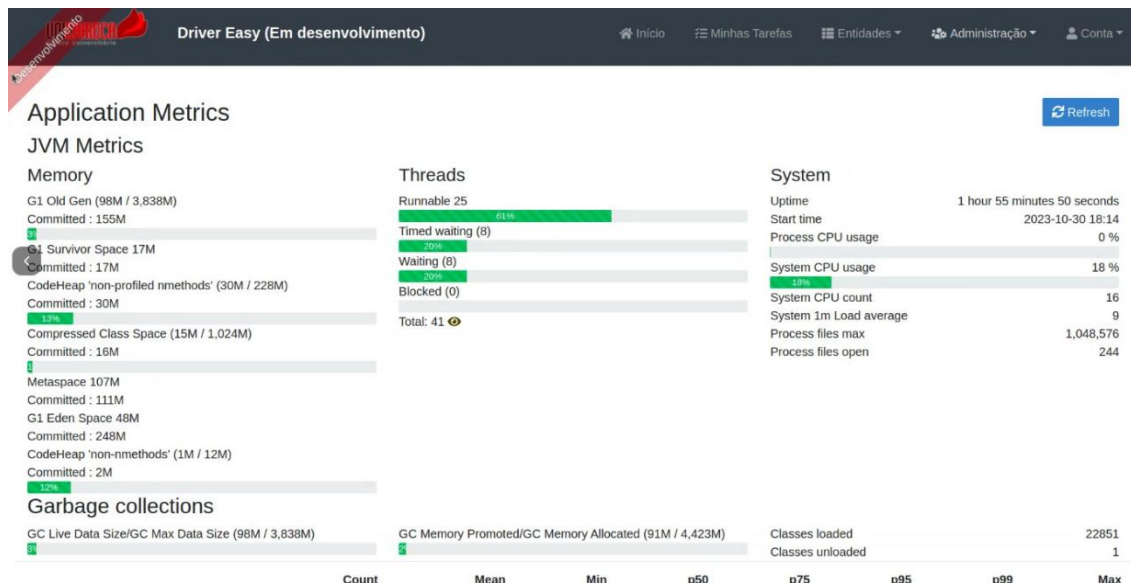 Desenvolvimento
Driver Easy (Em desenvolvimento)
Início
Minhas Tarefas
Entidades
Administração
Conta
Application Metrics
Refresh
JVM Metrics
Memory
G1 Old Gen (98M / 3,838M)
Committed : 155M
3%
G1 Survivor Space 17M
Committed : 17M
CodeHeap 'non-profiled nmethods' (30M / 228M)
Committed : 30M
13%
Compressed Class Space (15M / 1,024M)
Committed : 16M
1
Metaspace 107M
Committed : 111M
G1 Eden Space 48M
Committed : 248M
CodeHeap 'non-nmethods' (1M / 12M)
Committed : 2M
12%
Threads
Runnable 25
61%
Timed waiting (8)
20%
Waiting (8)
20%
Blocked (0)
Total: 41
System
Uptime 1 hour 55 minutes 50 seconds
Start time 2023-10-30 18:14
Process CPU usage 0 %
System CPU usage 18 %
18%
System CPU count 16
System 1m Load average 9
Process files max 1,048,576
Process files open 244
Garbage collections
GC Live Data Size/GC Max Data Size (98M / 3,838M)
3%
GC Memory Promoted/GC Memory Allocated (91M / 4,423M)
2%
Classes loaded 22851
Classes unloaded 1
Count Mean Min p50 p75 p95 p99 Max